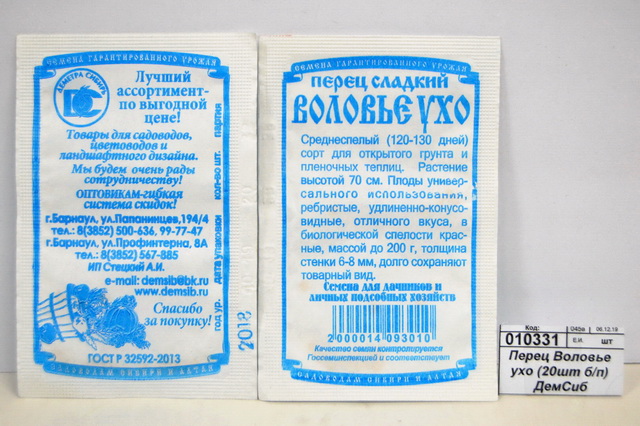 СЕМЕНА ГАРАНТИРОВАННОГО УРОЖАЯ
ДЕМЕТРА СИБИРЬ
Лучший
ассортимент-
по выгодной
цене!
Товары для садоводов,
цветоводов и
ландшафтного дизайна.
Мы будем очень рады
сотрудничеству!
ОПТОВИКАМ-гибкая
система скидок!
г.Барнаул, ул.Папанинцев,194/4
тел.: 8(3852) 500-636, 99-77-47
г.Барнаул, ул.Профинтерна, 8А
тел.: 8(3852) 567-885
ИП Стецкий А.И.
e-mail: demsib@bk.ru
www.demsib.ru
Спасибо
за покупку!
ГОСТ Р 32592-2013
САДОВОДАМ СИБИРИ И АЛТАЯ
год ур. дата упаковки кол-во шт. партия
2018
СЕМЕНА ГАРАНТИРОВАННОГО УРОЖАЯ
ПЕРЕЦ СЛАДКИЙ
ВОЛОВЬЕ УХО
Среднеспелый (120-130 дней)
сорт для открытого грунта и
пленочных теплиц. Растение
высотой 70 см. Плоды универ-
сального использования,
ребристые, удлиненно-конусо-
видные, отличного вкуса, в
биологической спелости крас-
ные, массой до 200 г, толщина
стенки 6-8 мм, долго сохраняют
товарный вид.
Семена для дачников и
личных подсобных хозяйств
2000014 093010
Качество семян контролируется
Госсеминспекцией и соответствует
САДОВОДАМ СИБИРИ И АЛТАЯ
Код:
06.12.19
010331
Е.И.
шт
Перец Воловье
ухо (20шт б/п)
ДемСиб